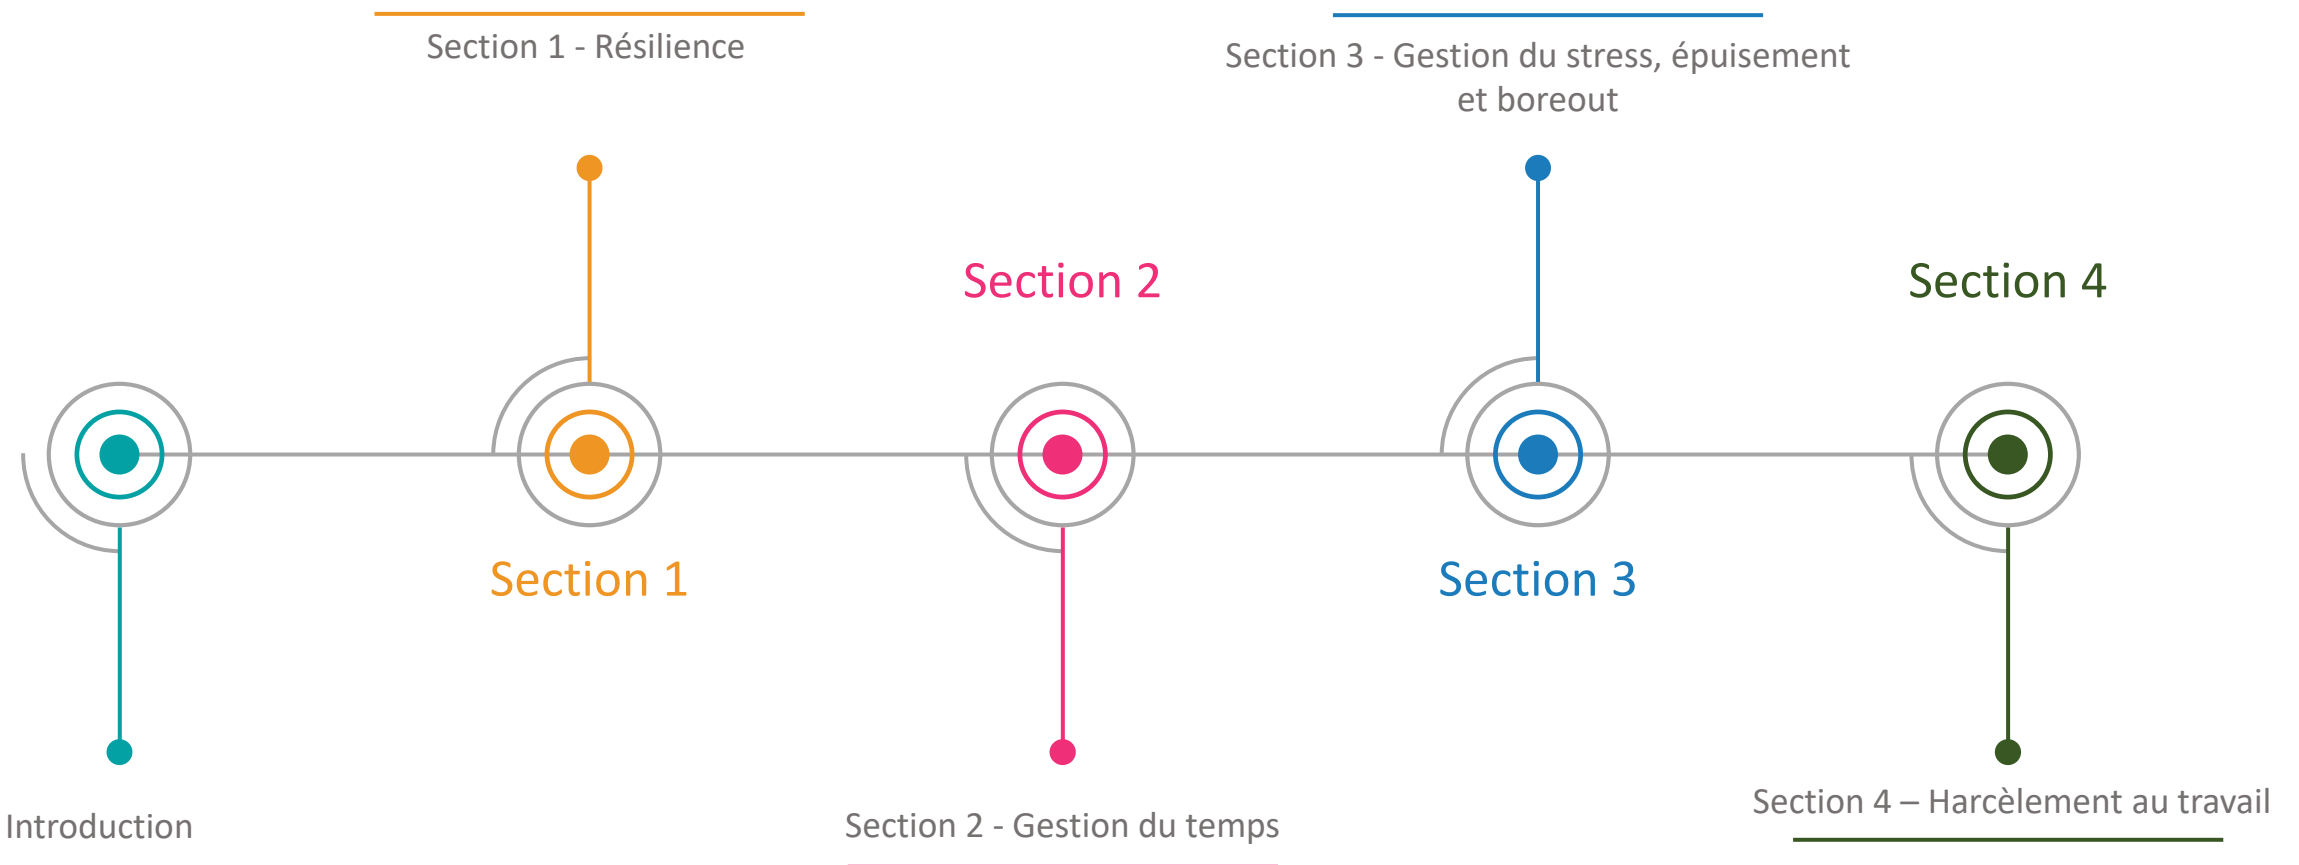 Section 1 - Résilience
Section 3 - Gestion du stress, épuisement
et boreout
Section 2
Section 4
Section 1
Section 3
Introduction
Section 2 - Gestion du temps
Section 4 – Harcèlement au travail